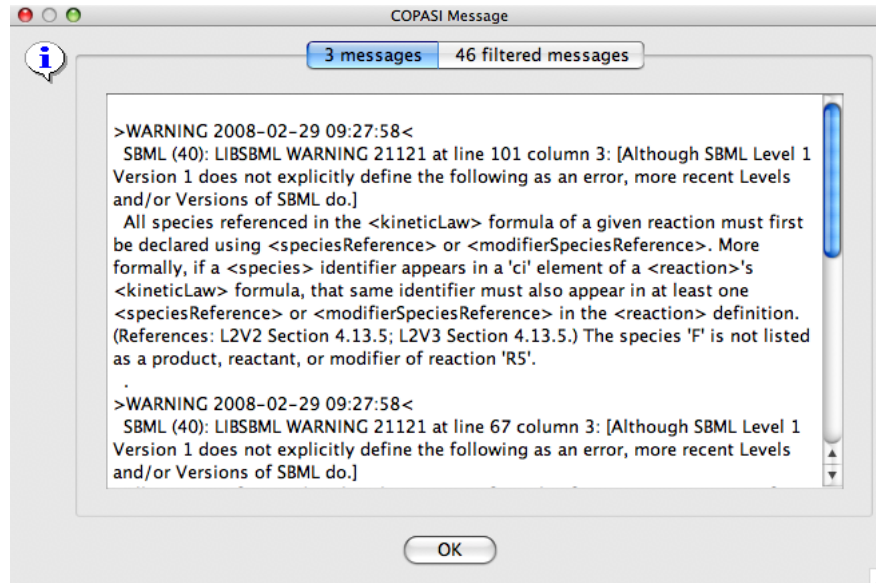 COPASI Message
3 messages 46 filtered messages
>WARNING 2008-02-29 09:27:58<
SBML (40): LIBSBML WARNING 21121 at line 101 column 3: [Although SBML Level 1
Version 1 does not explicitly define the following as an error, more recent Levels
and/or Versions of SBML do.]
All species referenced in the <kineticLaw> formula of a given reaction must first
be declared using <speciesReference> or <modifierSpeciesReference>. More
formally, if a <species> identifier appears in a 'ci' element of a <reaction>'s
<kineticLaw> formula, that same identifier must also appear in at least one
<speciesReference> or <modifierSpeciesReference> in the <reaction> definition.
(References: L2V2 Section 4.13.5; L2V3 Section 4.13.5.) The species 'F' is not listed
as a product, reactant, or modifier of reaction 'R5'.
.
>WARNING 2008-02-29 09:27:58<
SBML (40): LIBSBML WARNING 21121 at line 67 column 3: [Although SBML Level 1
Version 1 does not explicitly define the following as an error, more recent Levels
and/or Versions of SBML do.]
OK